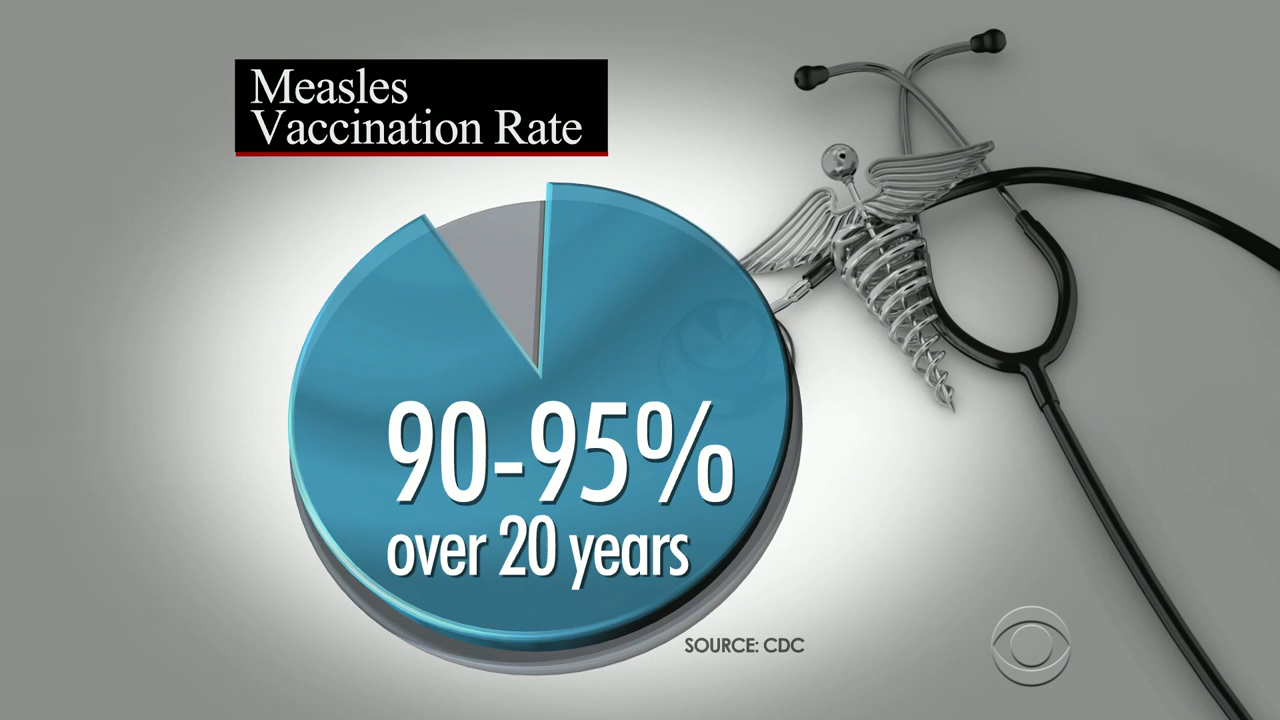 Measles
Vaccination Rate
90-95%
over 20 years
SOURCE: CDC